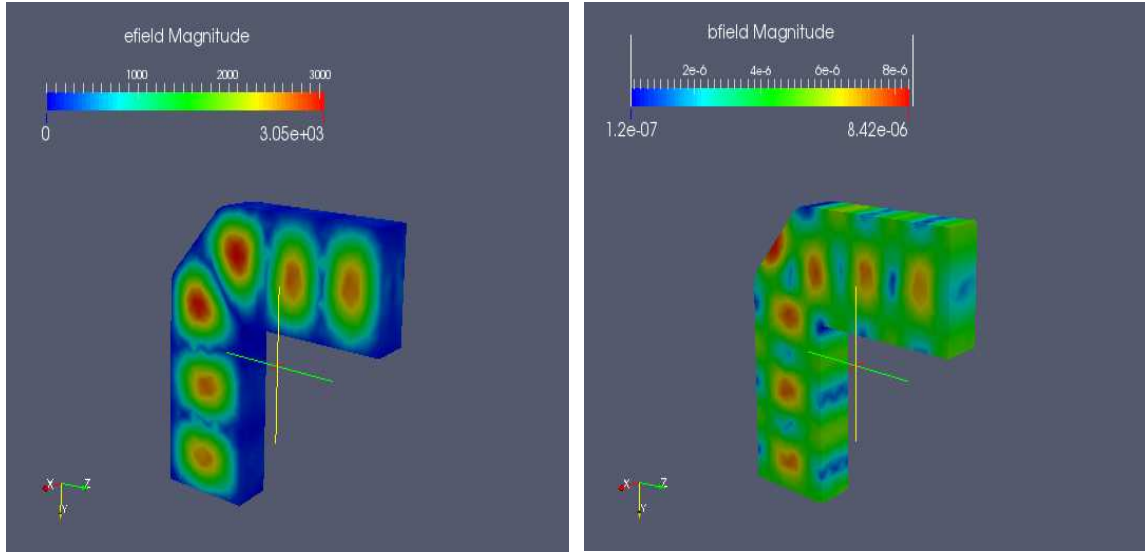 efield Magnitude
1000 2000 3000
0 3.05e+03
X Z
Y
bfield Magnitude
2e-6 4e-6 6e-6 8e-6
1.2e-07 8.42e-06
X Z
Y